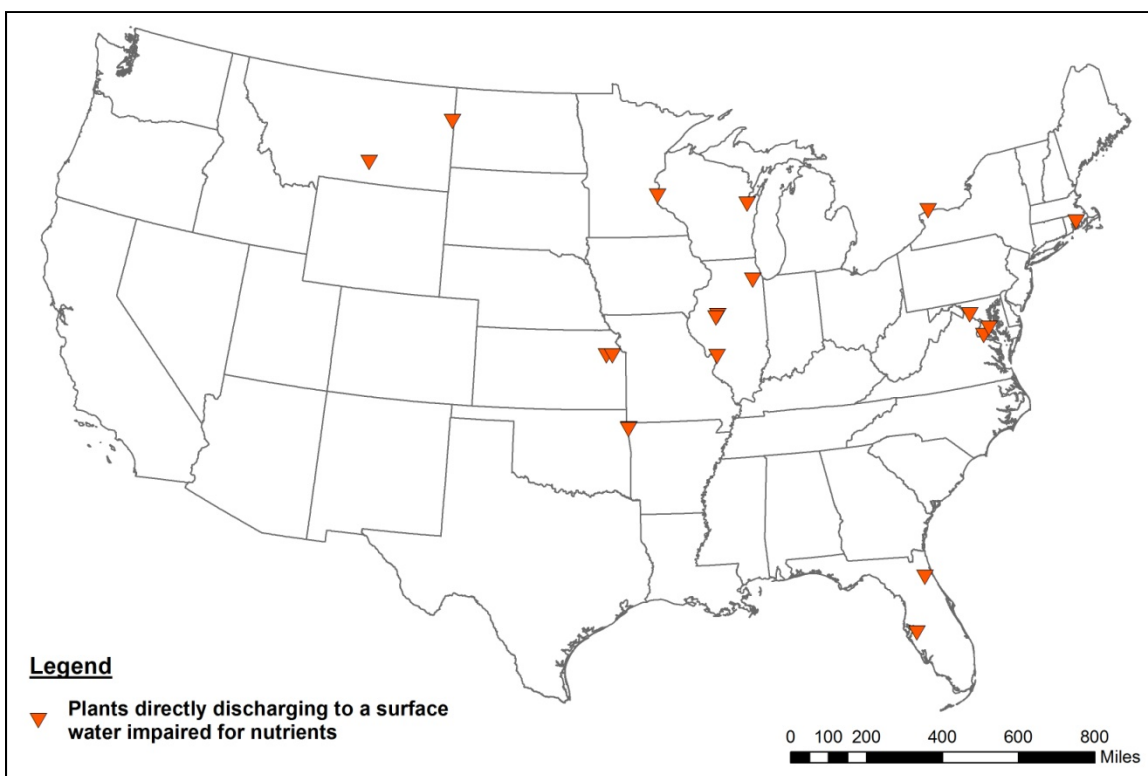 Legend
Plants directly discharging to a surface
water impaired for nutrients
0 100 200 400 600 800
Miles